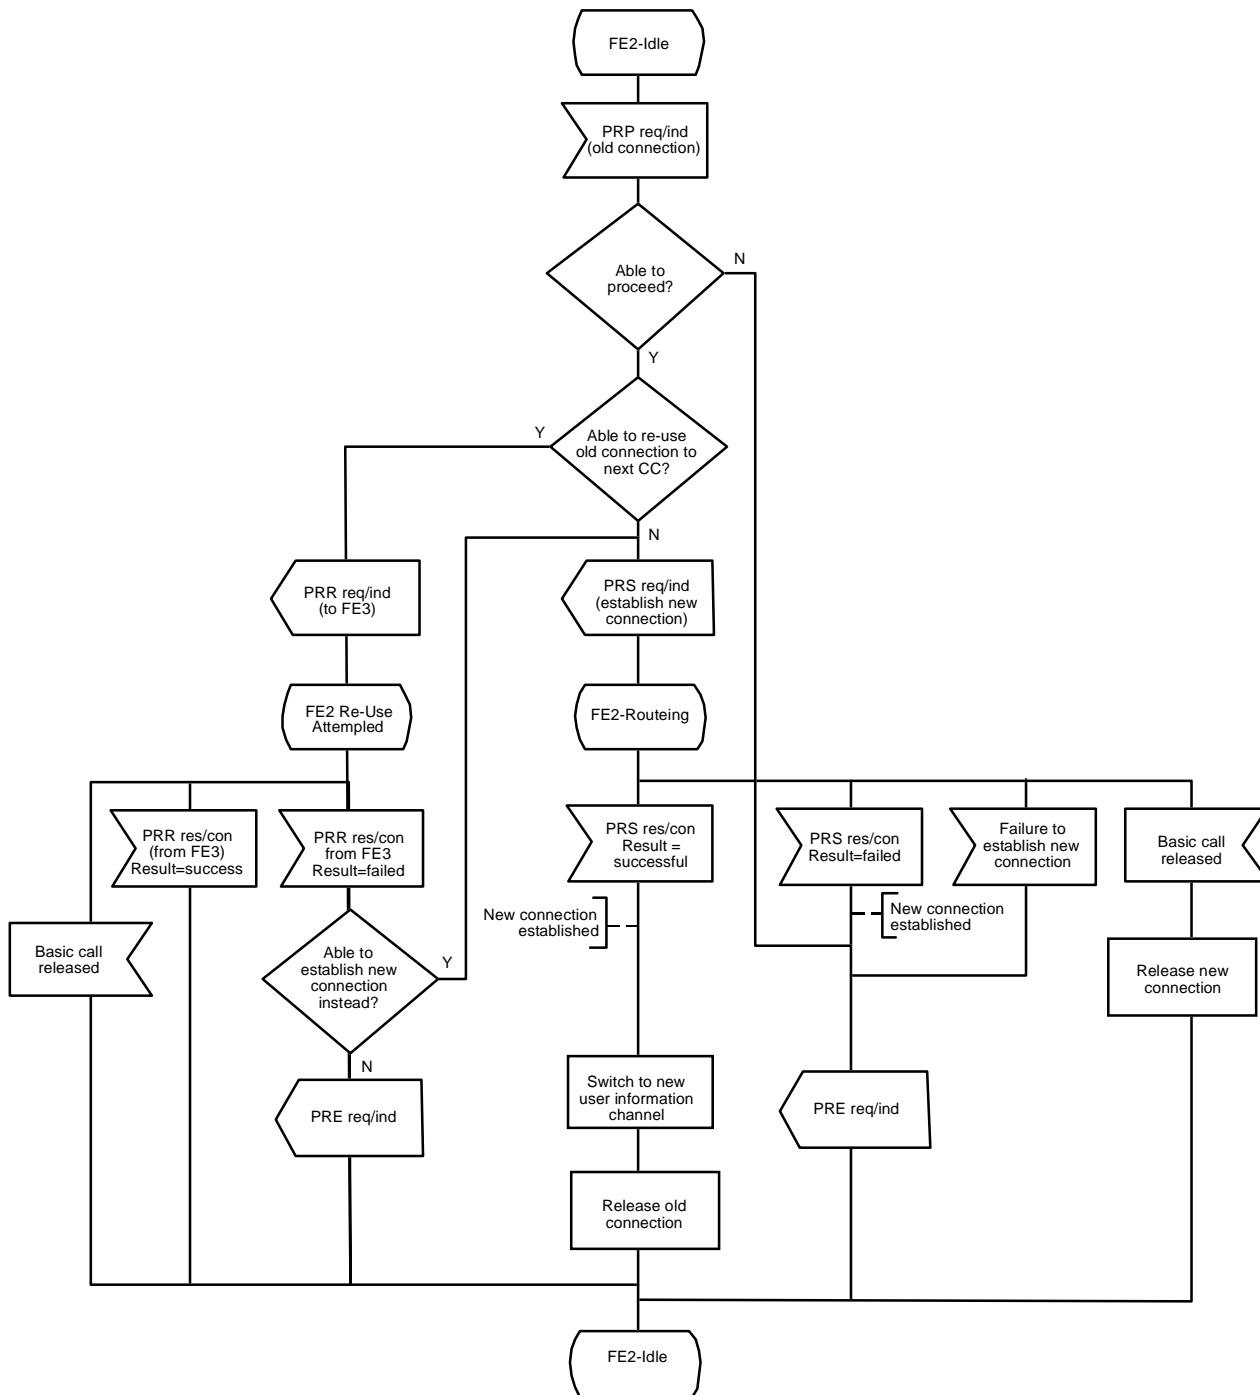 FE2-Idle
PRP req/ind
(old connection)
Able to
proceed?
N
Y
Able to re-use
old connection to
next CC?
Y
N
PRR req/ind
(to FE3)
PRS req/ind
(establish new
connection)
FE2 Re-Use
Attempled
FE2-Routeing
PRR res/con
(from FE3)
Result=success
PRR res/con
from FE3
Result=failed
PRS res/con
Result =
successful
PRS res/con
Result=failed
Failure to
establish new
connection
Basic call
released
New connection
established
New connection
established
Basic call
released
Able to
establish new
connection
instead?
Y
N
Release new
connection
Switch to new
user information
channel
PRE req/ind
PRE req/ind
Release old
connection
FE2-Idle